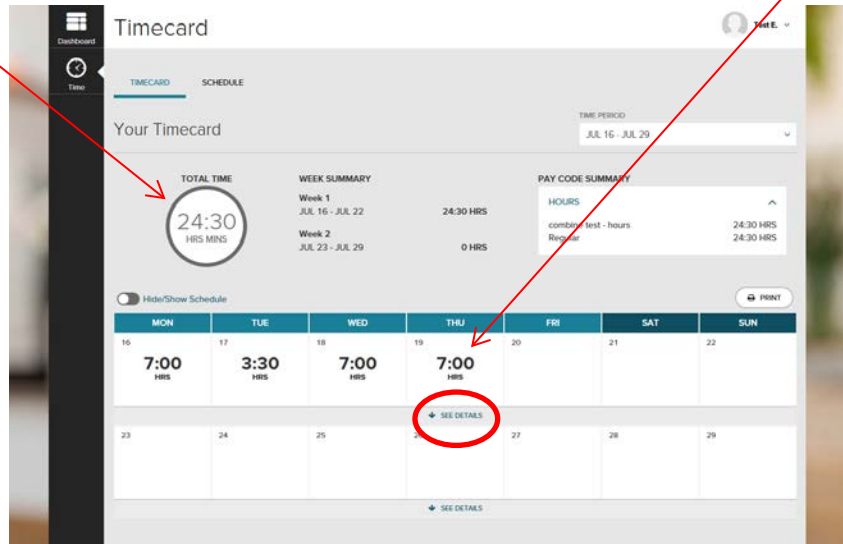 Dashboard
Time
Timecard
Test E.
TIMECARD SCHEDULE
Your Timecard
TIME PERIOD
JUL 16 - JUL 29
TOTAL TIME
24:30
HRS MINS
WEEK SUMMARY
Week 1
JUL 16 - JUL 22 24:30 HRS
Week 2
JUL 23 - JUL 29 0 HRS
PAY CODE SUMMARY
HOURS
combine test - hours 24:30 HRS
Regular 24:30 HRS
Hide/Show Schedule
PRINT
MON TUE WED THU FRI SAT SUN
16 17 18 19 20 21 22
7:00 3:30 7:00 7:00
HRS HRS HRS HRS
SEE DETAILS
23 24 25 26 27 28 29
SEE DETAILS